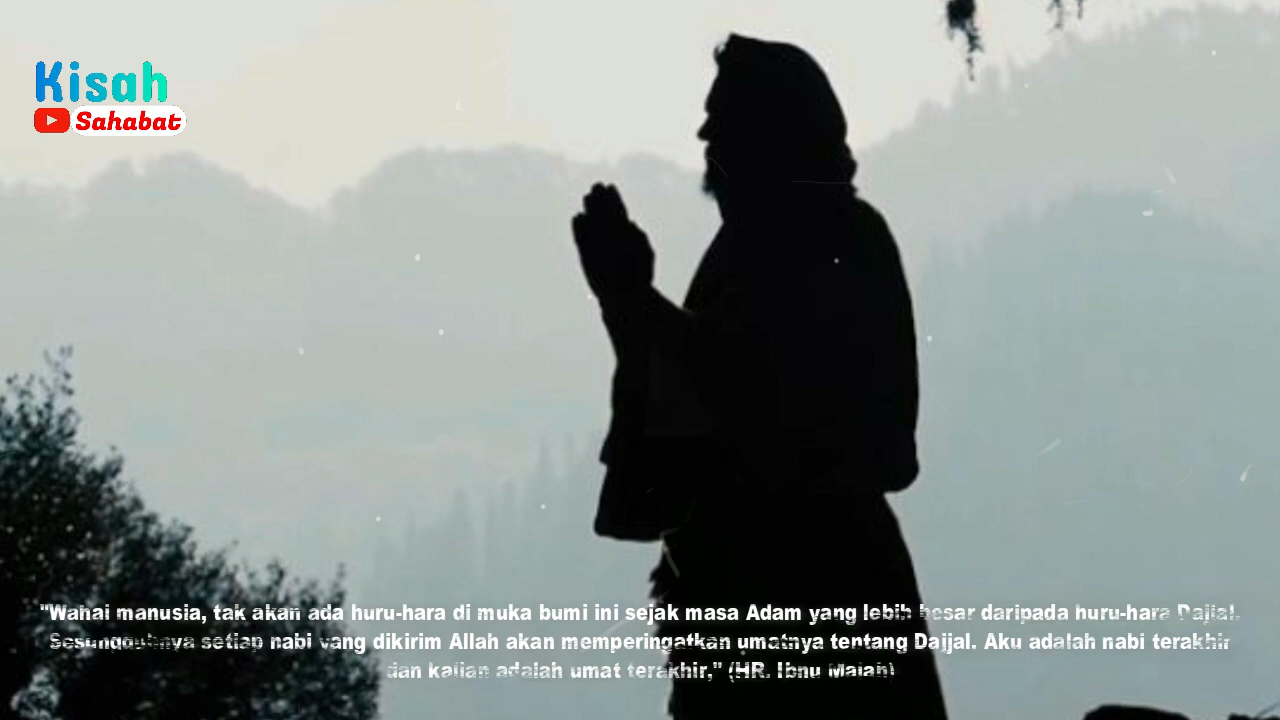 Kisah
Sahabat
"Wahai manusia, tak akan ada huru-hara di muka bumi ini sejak masa Adam yang lebih besar daripada huru-hara Dajjal.
Sesungguhnya setiap nabi yang dikirim Allah akan memperingatkan umatnya tentang Dajjal. Aku adalah nabi terakhir
dan kalian adalah umat terakhir," (HR. Ibnu Majah)